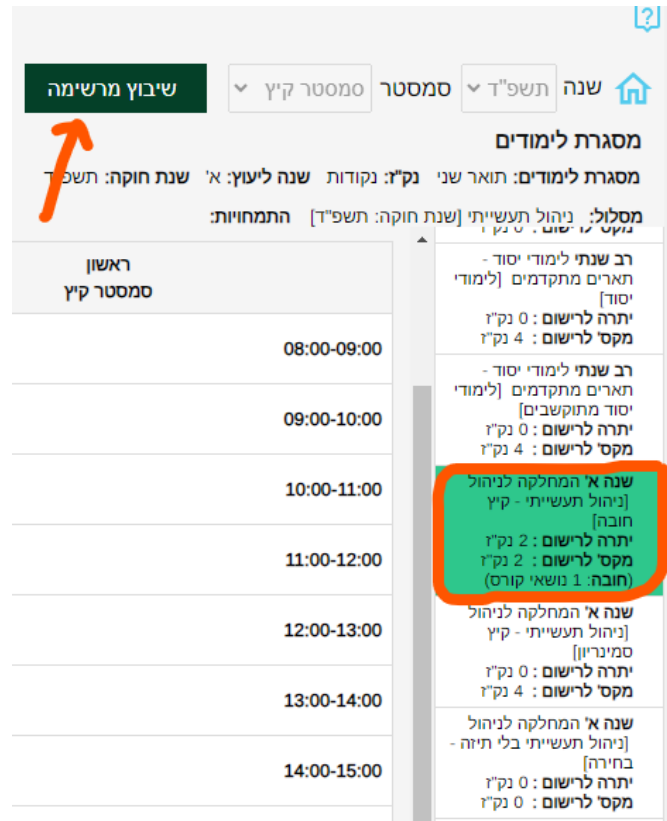 שנה תשפ"ד סמסטר סמסטר קיץ שיבוץ מרשימה
מסגרת לימודים
מסגרת לימודים: תואר שני נק"ז: נקודות שנה ליעוץ: א' שנת חוקה: תשפ"ד
מסלול: ניהול תעשייתי [שנת חוקה: תשפ"ד] התמחויות:
מקס' לרישום : 0 נק"ז
רב שנתי לימודי יסוד -
תארים מתקדמים [לימודי
יסוד]
יתרה לרישום : 0 נק"ז
מקס' לרישום : 4 נק"ז
רב שנתי לימודי יסוד -
תארים מתקדמים [לימודי
יסוד מתוקשבים]
יתרה לרישום : 0 נק"ז
מקס' לרישום : 4 נק"ז
שנה א' המחלקה לניהול
[ניהול תעשייתי - קיץ
חובה]
יתרה לרישום : 2 נק"ז
מקס' לרישום : 2 נק"ז
(חובה: 1 נושאי קורס)
שנה א' המחלקה לניהול
[ניהול תעשייתי - קיץ
סמינריון]
יתרה לרישום : 0 נק"ז
מקס' לרישום : 4 נק"ז
שנה א' המחלקה לניהול
[ניהול תעשייתי בלי תיזה -
בחירה]
יתרה לרישום : 0 נק"ז
מקס' לרישום : 0 נק"ז
ראשון
סמסטר קיץ
08:00-09:00
09:00-10:00
10:00-11:00
11:00-12:00
12:00-13:00
13:00-14:00
14:00-15:00